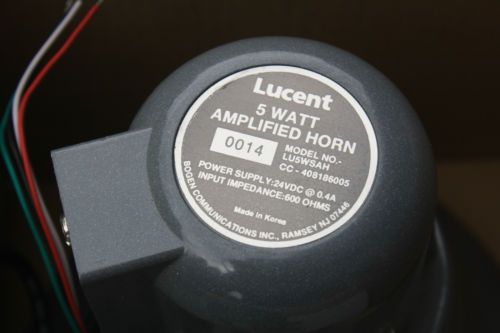 Lucent
5 WATT
AMPLIFIED HORN
0014
MODEL NO.-
LU5WSAH
CC - 408186005
POWER SUPPLY:24VDC @ 0.4A
INPUT IMPEDANCE:600 OHMS
Made in Korea
BOGEN COMMUNICATIONS INC., RAMSEY NJ 07446